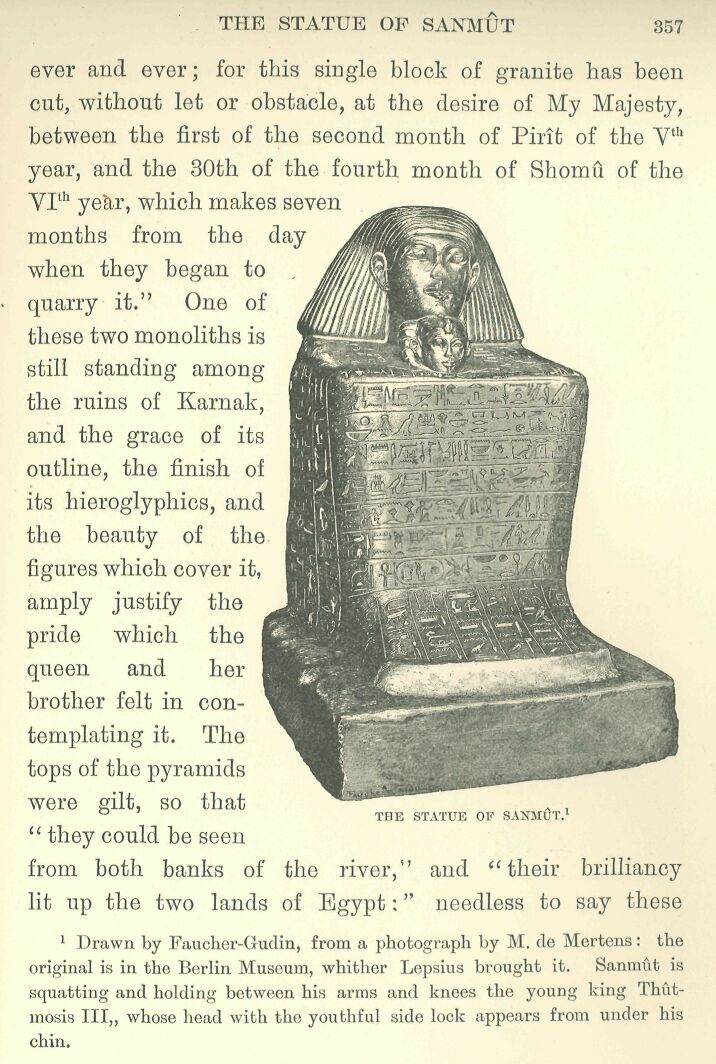 THE STATUE OF SANMÛT 357
ever and ever; for this single block of granite has been
cut, without let or obstacle, at the desire of My Majesty,
between the first of the second month of Pirît of the Vth
year, and the 30th of the fourth month of Shomû of the
VIth year, which makes seven
months from the day
when they began to
quarry it.” One of
these two monoliths is
still standing among
the ruins of Karnak,
and the grace of its
outline, the finish of
its hieroglyphics, and
the beauty of the
figures which cover it,
amply justify the
pride which the
queen and her
brother felt in con-
templating it. The
tops of the pyramids
were gilt, so that
“they could be seen
from both banks of the river,” and “their brilliancy
lit up the two lands of Egypt:” needless to say these
THE STATUE OF SANMÛT.¹
¹ Drawn by Faucher-Gudin, from a photograph by M. de Mertens: the
original is in the Berlin Museum, whither Lepsius brought it. Sanmût is
squatting and holding between his arms and knees the young king Thût-
mosis III,, whose head with the youthful side lock appears from under his
chin.